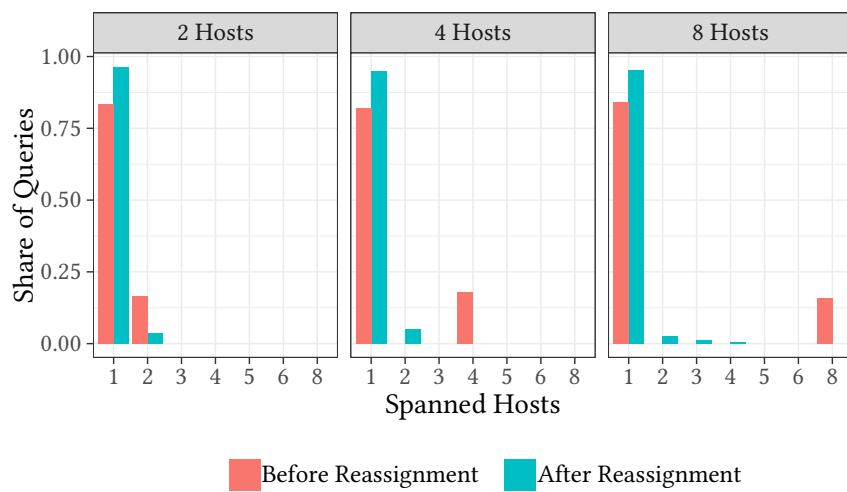 2 Hosts
4 Hosts
8 Hosts
Share of Queries
1.00
0.75
0.50
0.25
0.00
1 2 3 4 5 6 8
1 2 3 4 5 6 8
1 2 3 4 5 6 8
Spanned Hosts
Before Reassignment
After Reassignment